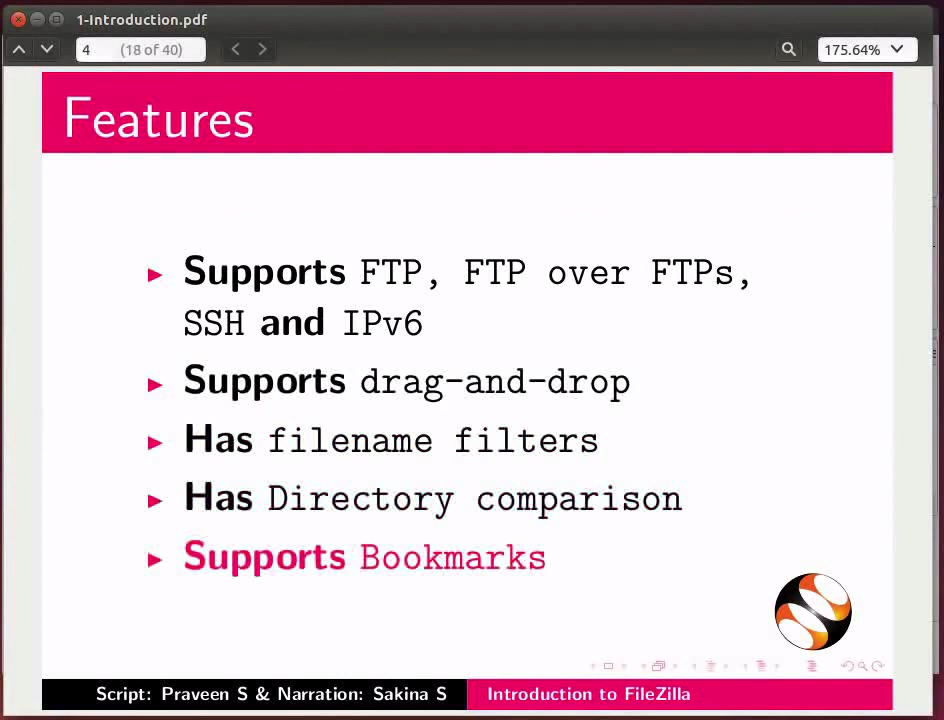 1-Introduction.pdf
4 (18 of 40) 175.64%
Features
Supports FTP, FTP over FTPs,
SSH and IPv6
Supports drag-and-drop
Has filename filters
Has Directory comparison
Supports Bookmarks
Script: Praveen S & Narration: Sakina S Introduction to FileZilla